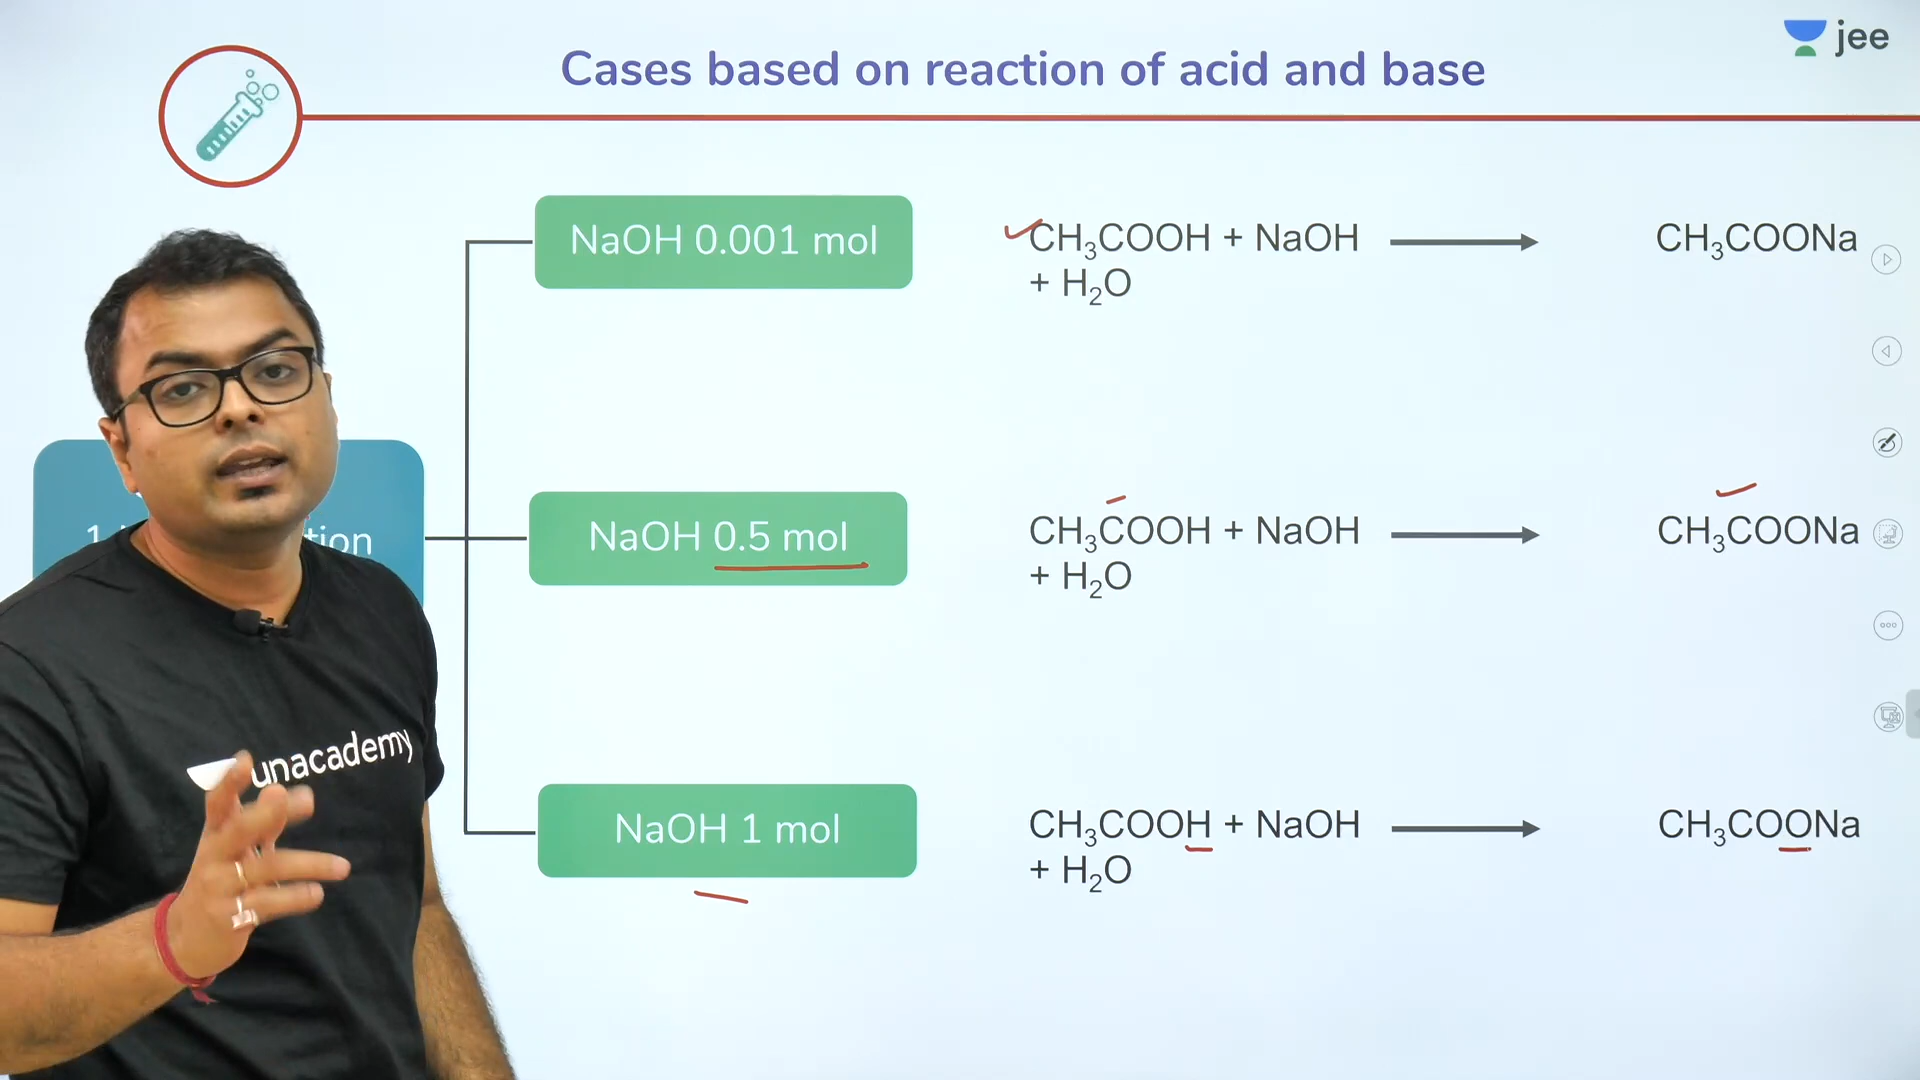 jee
Cases based on reaction of acid and base
NaOH 0.001 mol
CH₃COOH + NaOH ⟶ CH₃COONa
+ H₂O
NaOH 0.5 mol
CH₃COOH + NaOH ⟶ CH₃COONa
+ H₂O
NaOH 1 mol
CH₃COOH + NaOH ⟶ CH₃COONa
+ H₂O
unacademy